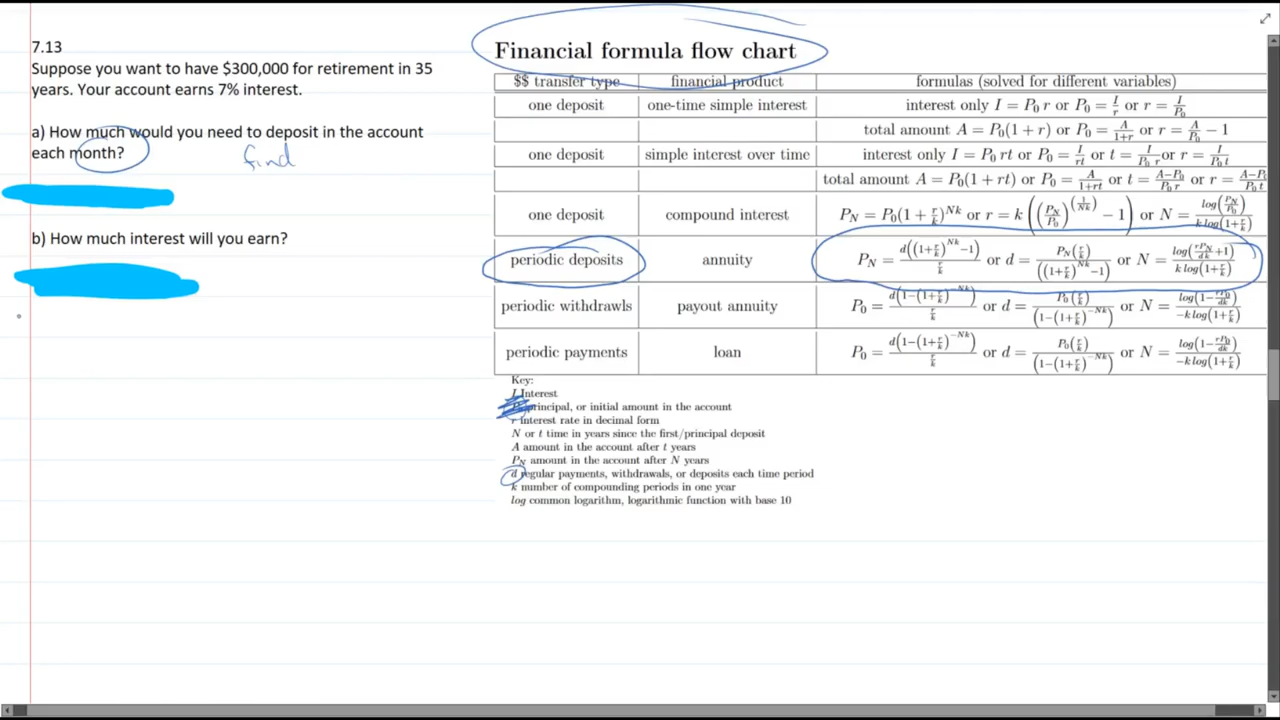 7.13
Suppose you want to have $300,000 for retirement in 35
years. Your account earns 7% interest.
a) How much would you need to deposit in the account
each month?
find
b) How much interest will you earn?
Financial formula flow chart
$$ transfer type financial product formulas (solved for different variables)
one deposit one-time simple interest interest only I = P₀ r or P₀ = I/r or r = I/P₀
total amount A = P₀(1 + r) or P₀ = A/(1+r) or r = A/P₀ − 1
one deposit simple interest over time interest only I = P₀ rt or P₀ = I/(rt) or t = I/(P₀ r) or r = I/(P₀ t)
total amount A = P₀(1 + rt) or P₀ = A/(1+rt) or t = (A−P₀)/(P₀ r) or r = (A−P₀)/(P₀ t)
one deposit compound interest P_N = P₀(1 + r/k)^(Nk) or r = k((P_N/P₀)^(1/(Nk)) − 1) or N = log(P_N/P₀)/(k log(1+r/k))
periodic deposits annuity P_N = d((1+r/k)^(Nk) −1)/(r/k) or d = P_N(r/k)/((1+r/k)^(Nk) −1) or N = log(rP_N/(dk) +1)/(k log(1+r/k))
periodic withdrawls payout annuity P₀ = d(1−(1+r/k)^(−Nk))/(r/k) or d = P₀(r/k)/(1−(1+r/k)^(−Nk)) or N = log(1−rP₀/(dk))/(−k log(1+r/k))
periodic payments loan P₀ = d(1−(1+r/k)^(−Nk))/(r/k) or d = P₀(r/k)/(1−(1+r/k)^(−Nk)) or N = log(1−rP₀/(dk))/(−k log(1+r/k))
Key:
I Interest
principal, or initial amount in the account
r interest rate in decimal form
N or t time in years since the first/principal deposit
A amount in the account after t years
P_N amount in the account after N years
d regular payments, withdrawals, or deposits each time period
k number of compounding periods in one year
log common logarithm, logarithmic function with base 10